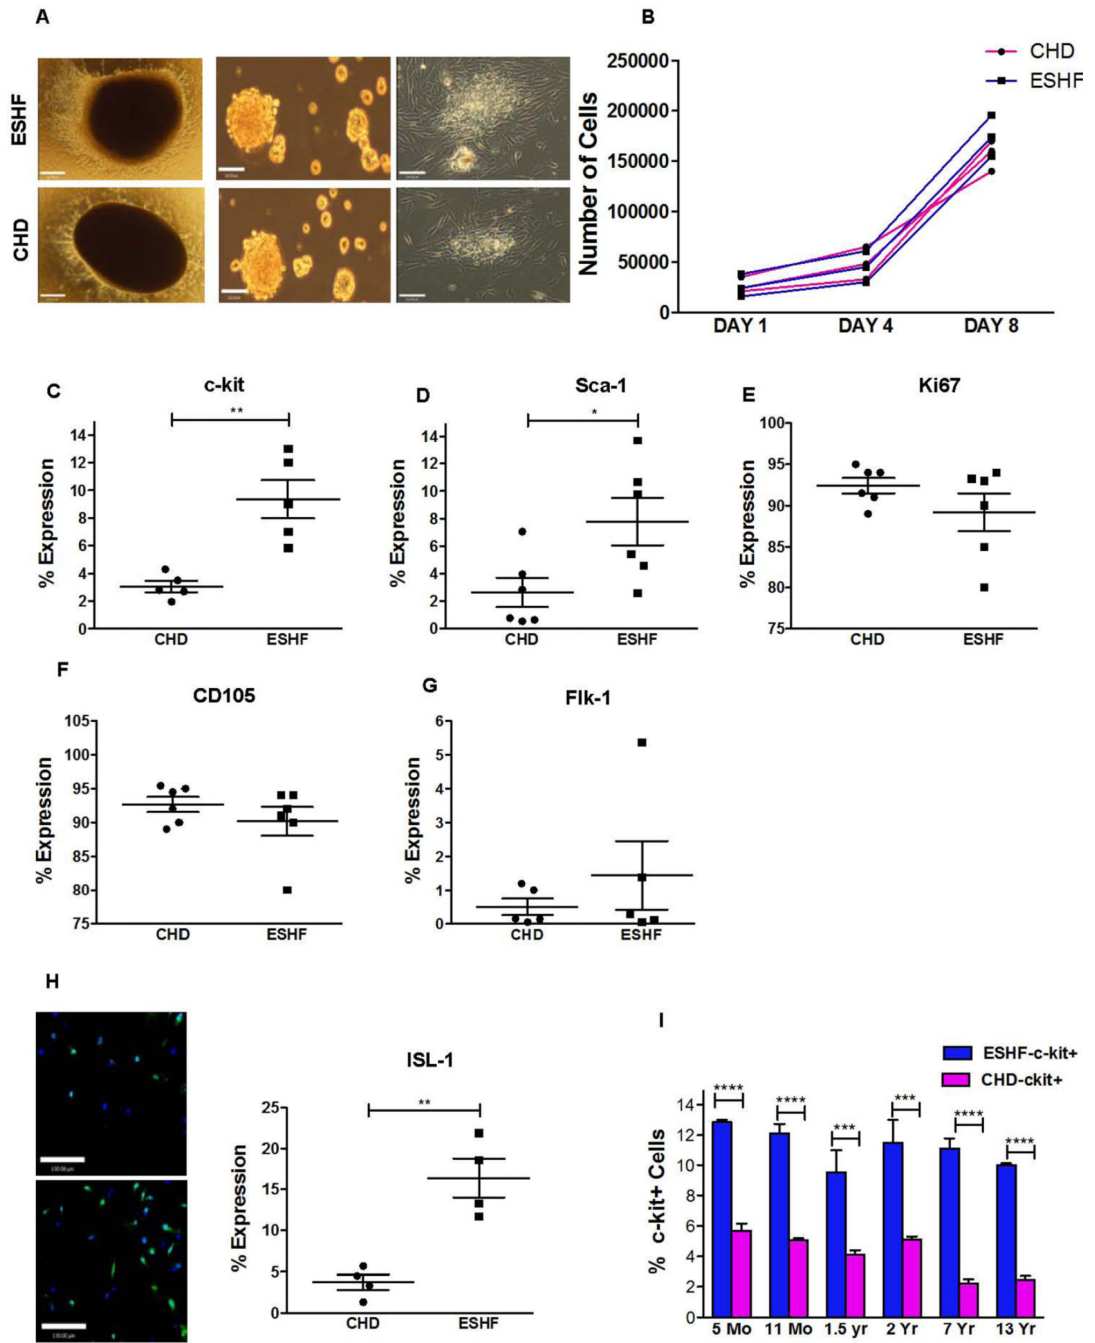 A
B
ESHF
CHD
Number of Cells
250000
200000
150000
100000
50000
0
DAY 1
DAY 4
DAY 8
CHD
ESHF
C
c-kit
**
% Expression
14
12
10
8
6
4
2
0
CHD
ESHF
D
Sca-1
*
% Expression
14
12
10
8
6
4
2
0
CHD
ESHF
E
Ki67
% Expression
100
95
90
85
80
75
CHD
ESHF
F
CD105
% Expression
105
100
95
90
85
80
75
CHD
ESHF
G
Flk-1
% Expression
6
5
4
3
2
1
0
CHD
ESHF
H
130.00 µm
130.00 µm
ISL-1
**
% Expression
25
20
15
10
5
0
CHD
ESHF
I
ESHF-c-kit+
CHD-ckit+
% c-kit+ Cells
14
12
10
8
6
4
2
0
****
****
***
***
****
****
5 Mo
11 Mo
1.5 yr
2 Yr
7 Yr
13 Yr